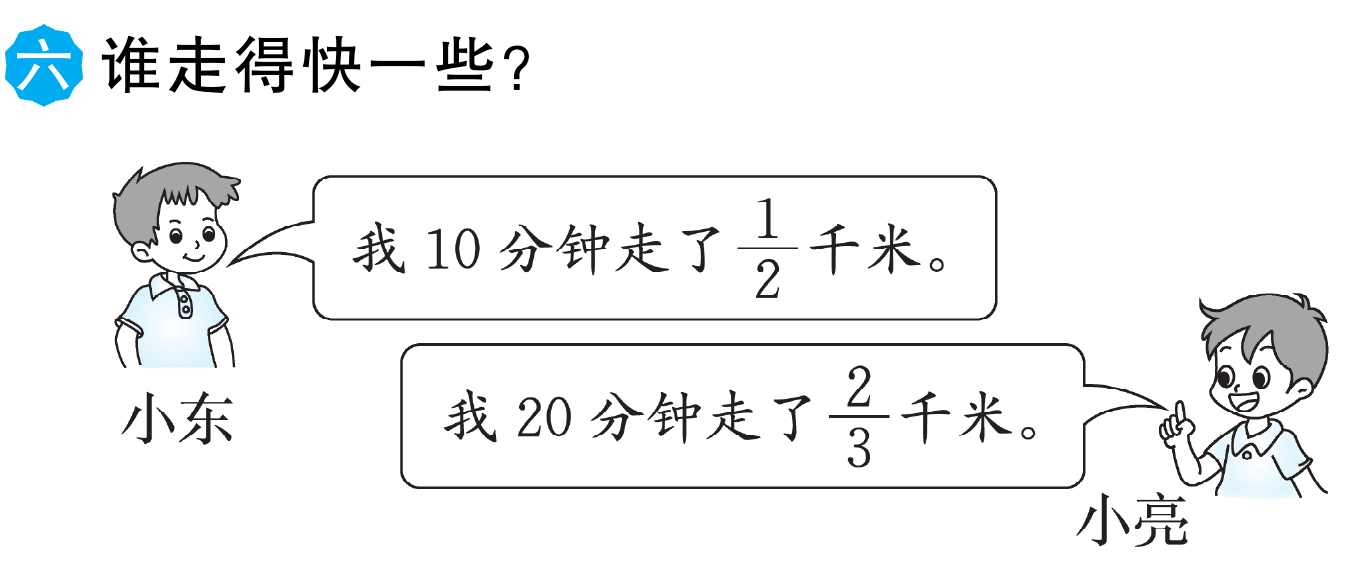 六 谁走得快一些?
我 10 分钟走了 1/2 千米。
小东
我 20 分钟走了 2/3 千米。
小亮